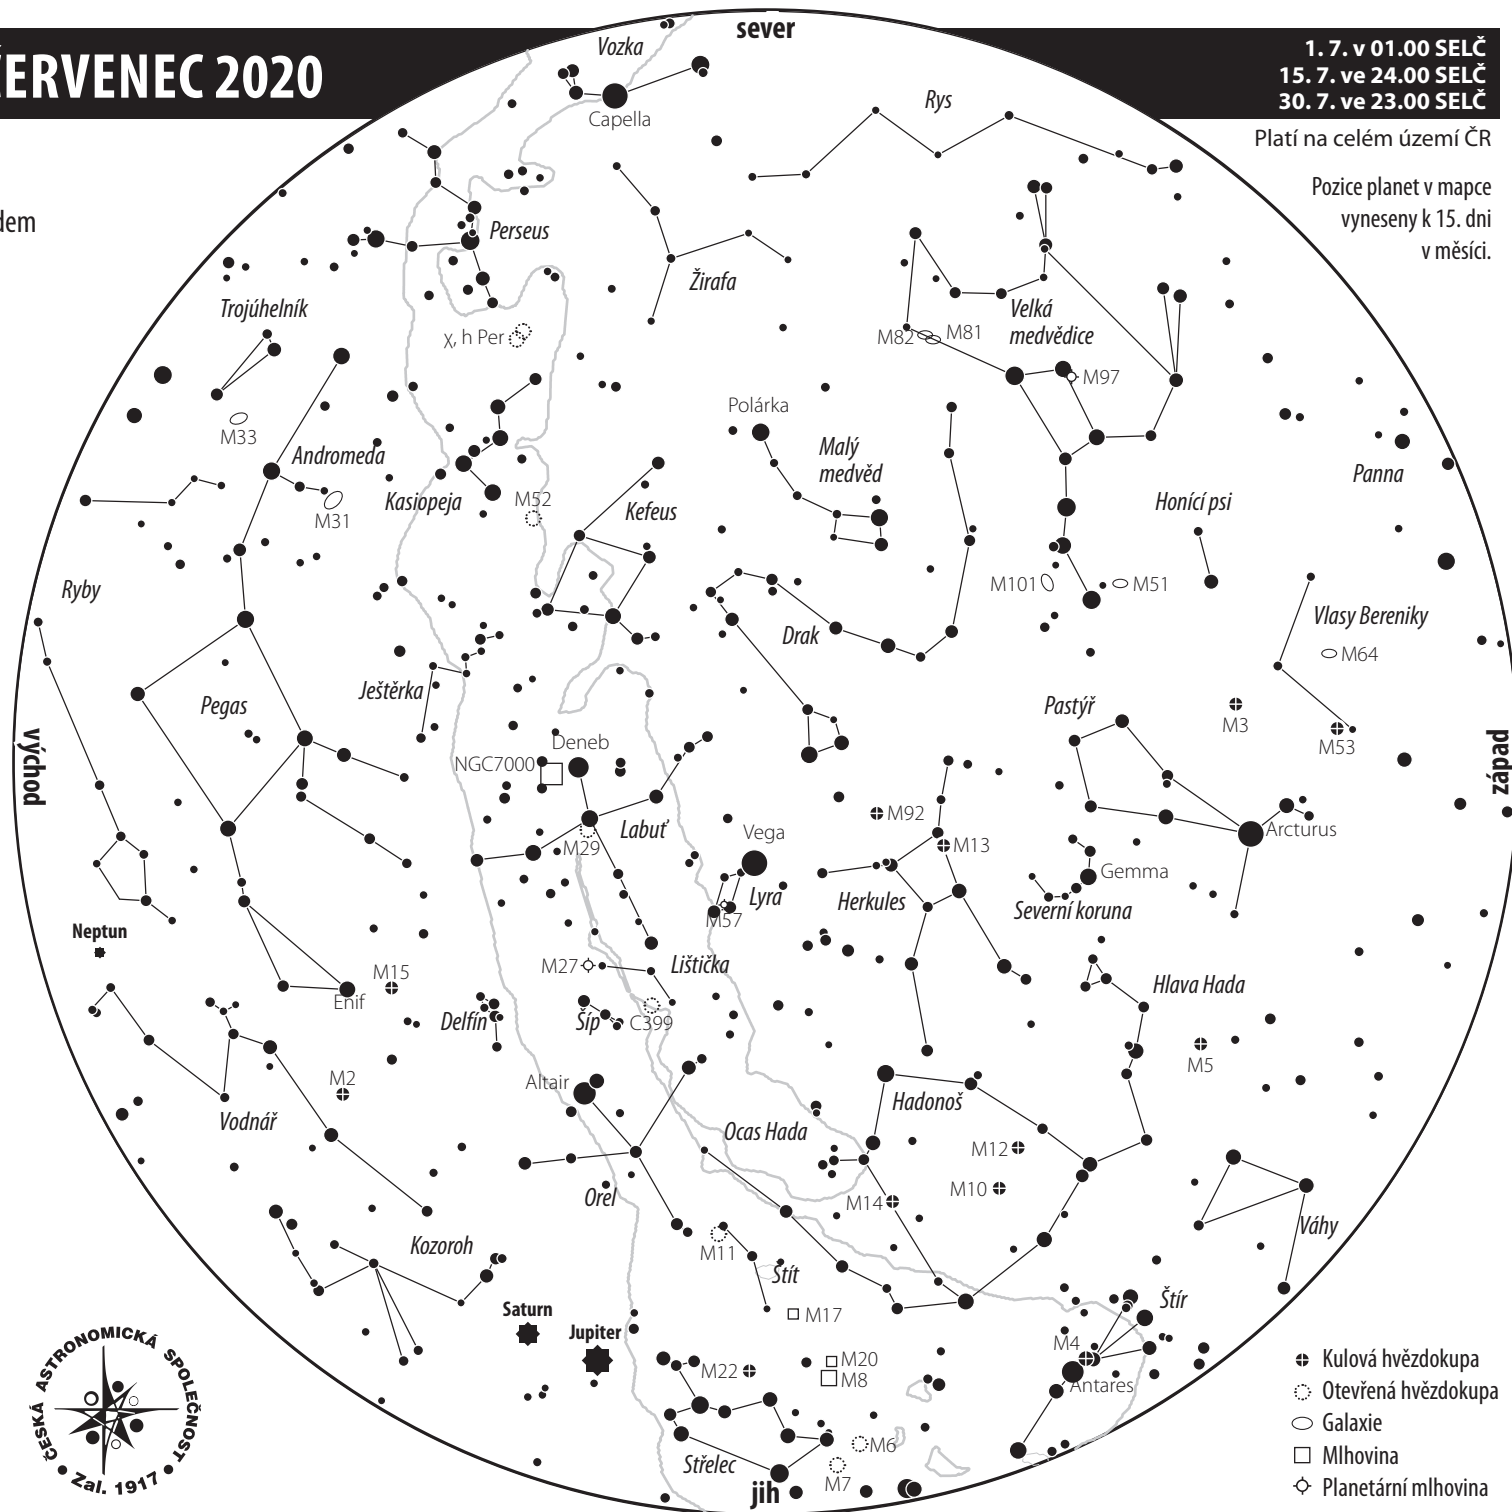 ČERVENEC 2020
1. 7. v 01.00 SELČ
15. 7. ve 24.00 SELČ
30. 7. ve 23.00 SELČ
Platí na celém území ČR
Pozice planet v mapce
vyneseny k 15. dni
v měsíci.
dem
sever
Vozka
Capella
Rys
Perseus
Žirafa
Trojúhelník
χ, h Per
M82
M81
Velká
medvědice
M97
M33
Andromeda
M31
Kasiopeja
M52
Kefeus
Polárka
Malý
medvěd
Honící psi
Panna
M101
M51
Ryby
Drak
Vlasy Bereniky
M64
Pegas
Ještěrka
Pastýř
M3
M53
východ
západ
NGC7000
Deneb
Labuť
M29
Vega
Lyra
M57
M92
M13
Herkules
Arcturus
Gemma
Severní koruna
Neptun
M15
Enif
M27
Lištička
Hlava Hada
Delfín
Šíp
C399
M5
M2
Vodnář
Altair
Hadonoš
Ocas Hada
M12
M10
M14
Orel
Kozoroh
M11
Štít
Váhy
Saturn
Jupiter
M17
Štír
M4
Antares
M22
M20
M8
M6
M7
Střelec
jih
ČESKÁ ASTRONOMICKÁ SPOLEČNOST
Zal. 1917
Kulová hvězdokupa
Otevřená hvězdokupa
Galaxie
Mlhovina
Planetární mlhovina